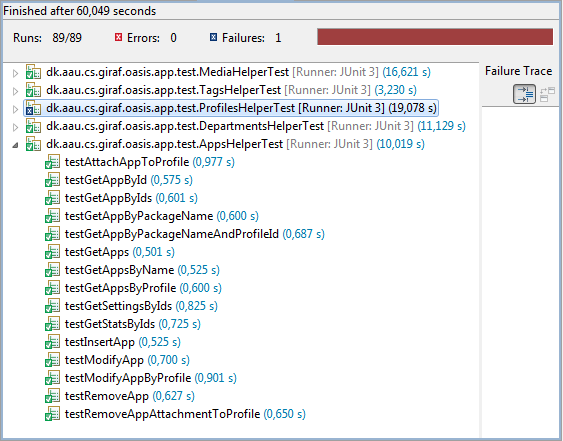 Finished after 60,049 seconds
Runs: 89/89 Errors: 0 Failures: 1
dk.aau.cs.giraf.oasis.app.test.MediaHelperTest [Runner: JUnit 3] (16,621 s)
Failure Trace
dk.aau.cs.giraf.oasis.app.test.TagsHelperTest [Runner: JUnit 3] (3,230 s)
dk.aau.cs.giraf.oasis.app.test.ProfilesHelperTest [Runner: JUnit 3] (19,078 s)
dk.aau.cs.giraf.oasis.app.test.DepartmentsHelperTest [Runner: JUnit 3] (11,129 s)
dk.aau.cs.giraf.oasis.app.test.AppsHelperTest [Runner: JUnit 3] (10,019 s)
testAttachAppToProfile (0,977 s)
testGetAppById (0,575 s)
testGetAppByIds (0,601 s)
testGetAppByPackageName (0,600 s)
testGetAppByPackageNameAndProfileId (0,687 s)
testGetApps (0,501 s)
testGetAppsByName (0,525 s)
testGetAppsByProfile (0,600 s)
testGetSettingsByIds (0,825 s)
testGetStatsByIds (0,725 s)
testInsertApp (0,525 s)
testModifyApp (0,700 s)
testModifyAppByProfile (0,901 s)
testRemoveApp (0,627 s)
testRemoveAppAttachmentToProfile (0,650 s)